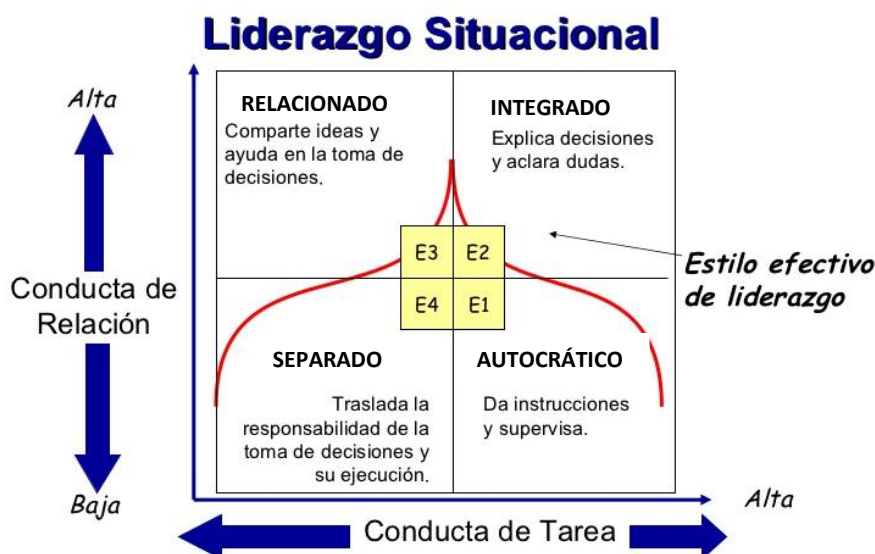 Liderazgo Situacional
Alta
RELACIONADO
Comparte ideas y
ayuda en la toma de
decisiones.
INTEGRADO
Explica decisiones
y aclara dudas.
E3
E2
E4
E1
Estilo efectivo
de liderazgo
Conducta de
Relación
SEPARADO
Traslada la
responsabilidad de la
toma de decisiones y
su ejecución.
AUTOCRÁTICO
Da instrucciones
y supervisa.
Baja
Alta
Conducta de Tarea